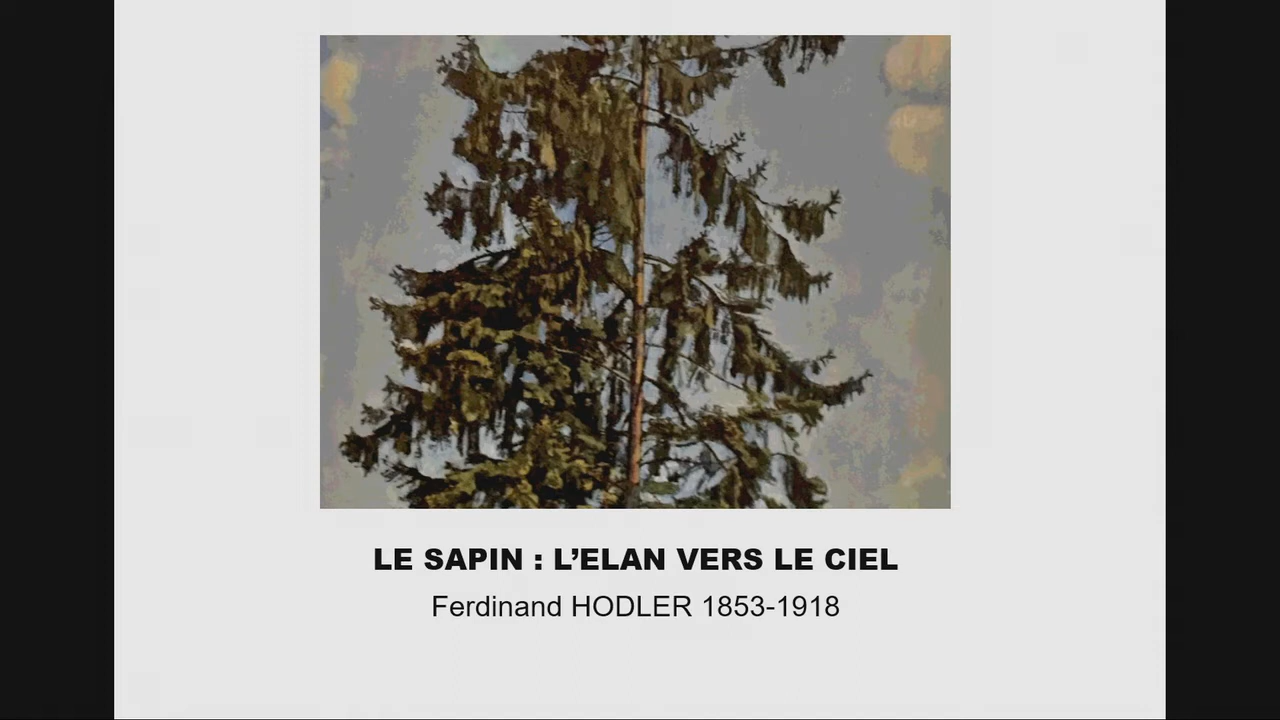 LE SAPIN : L’ELAN VERS LE CIEL
Ferdinand HODLER 1853-1918